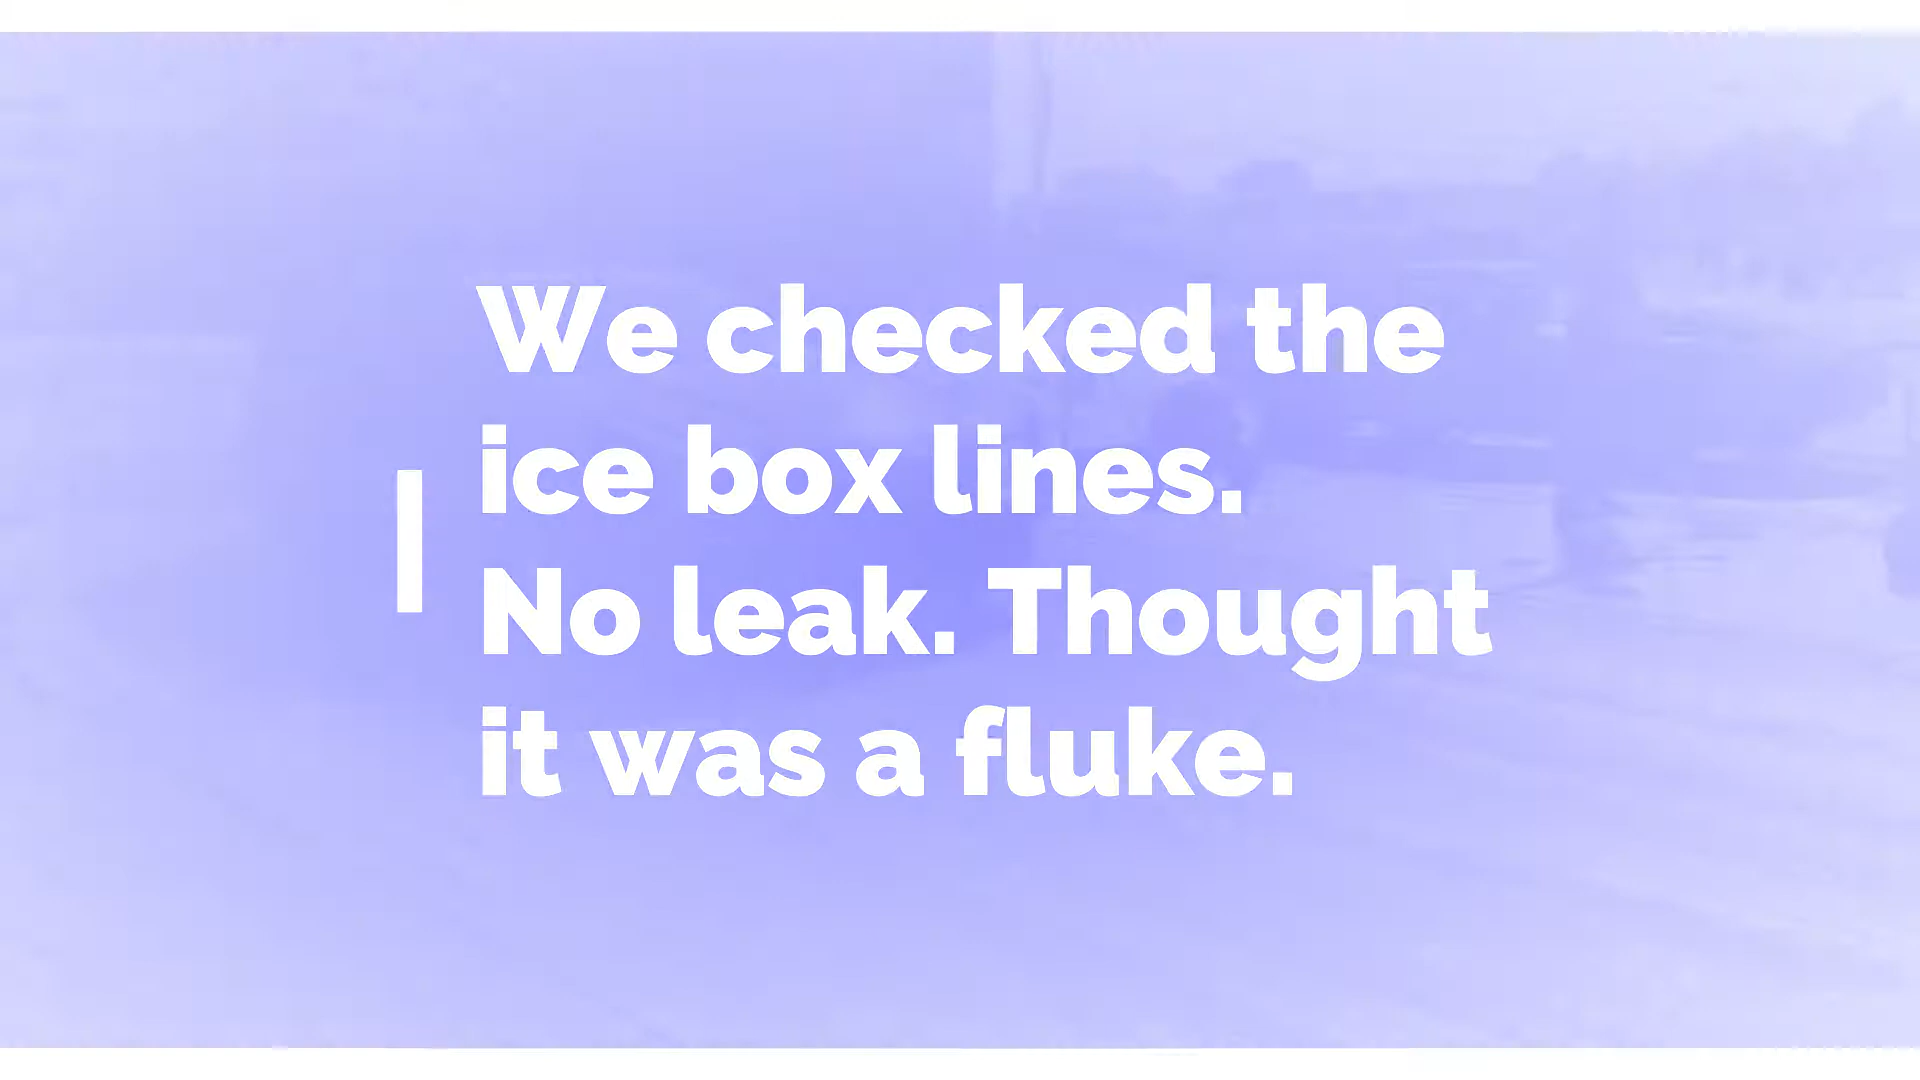 We checked the
ice box lines.
No leak. Thought
it was a fluke.